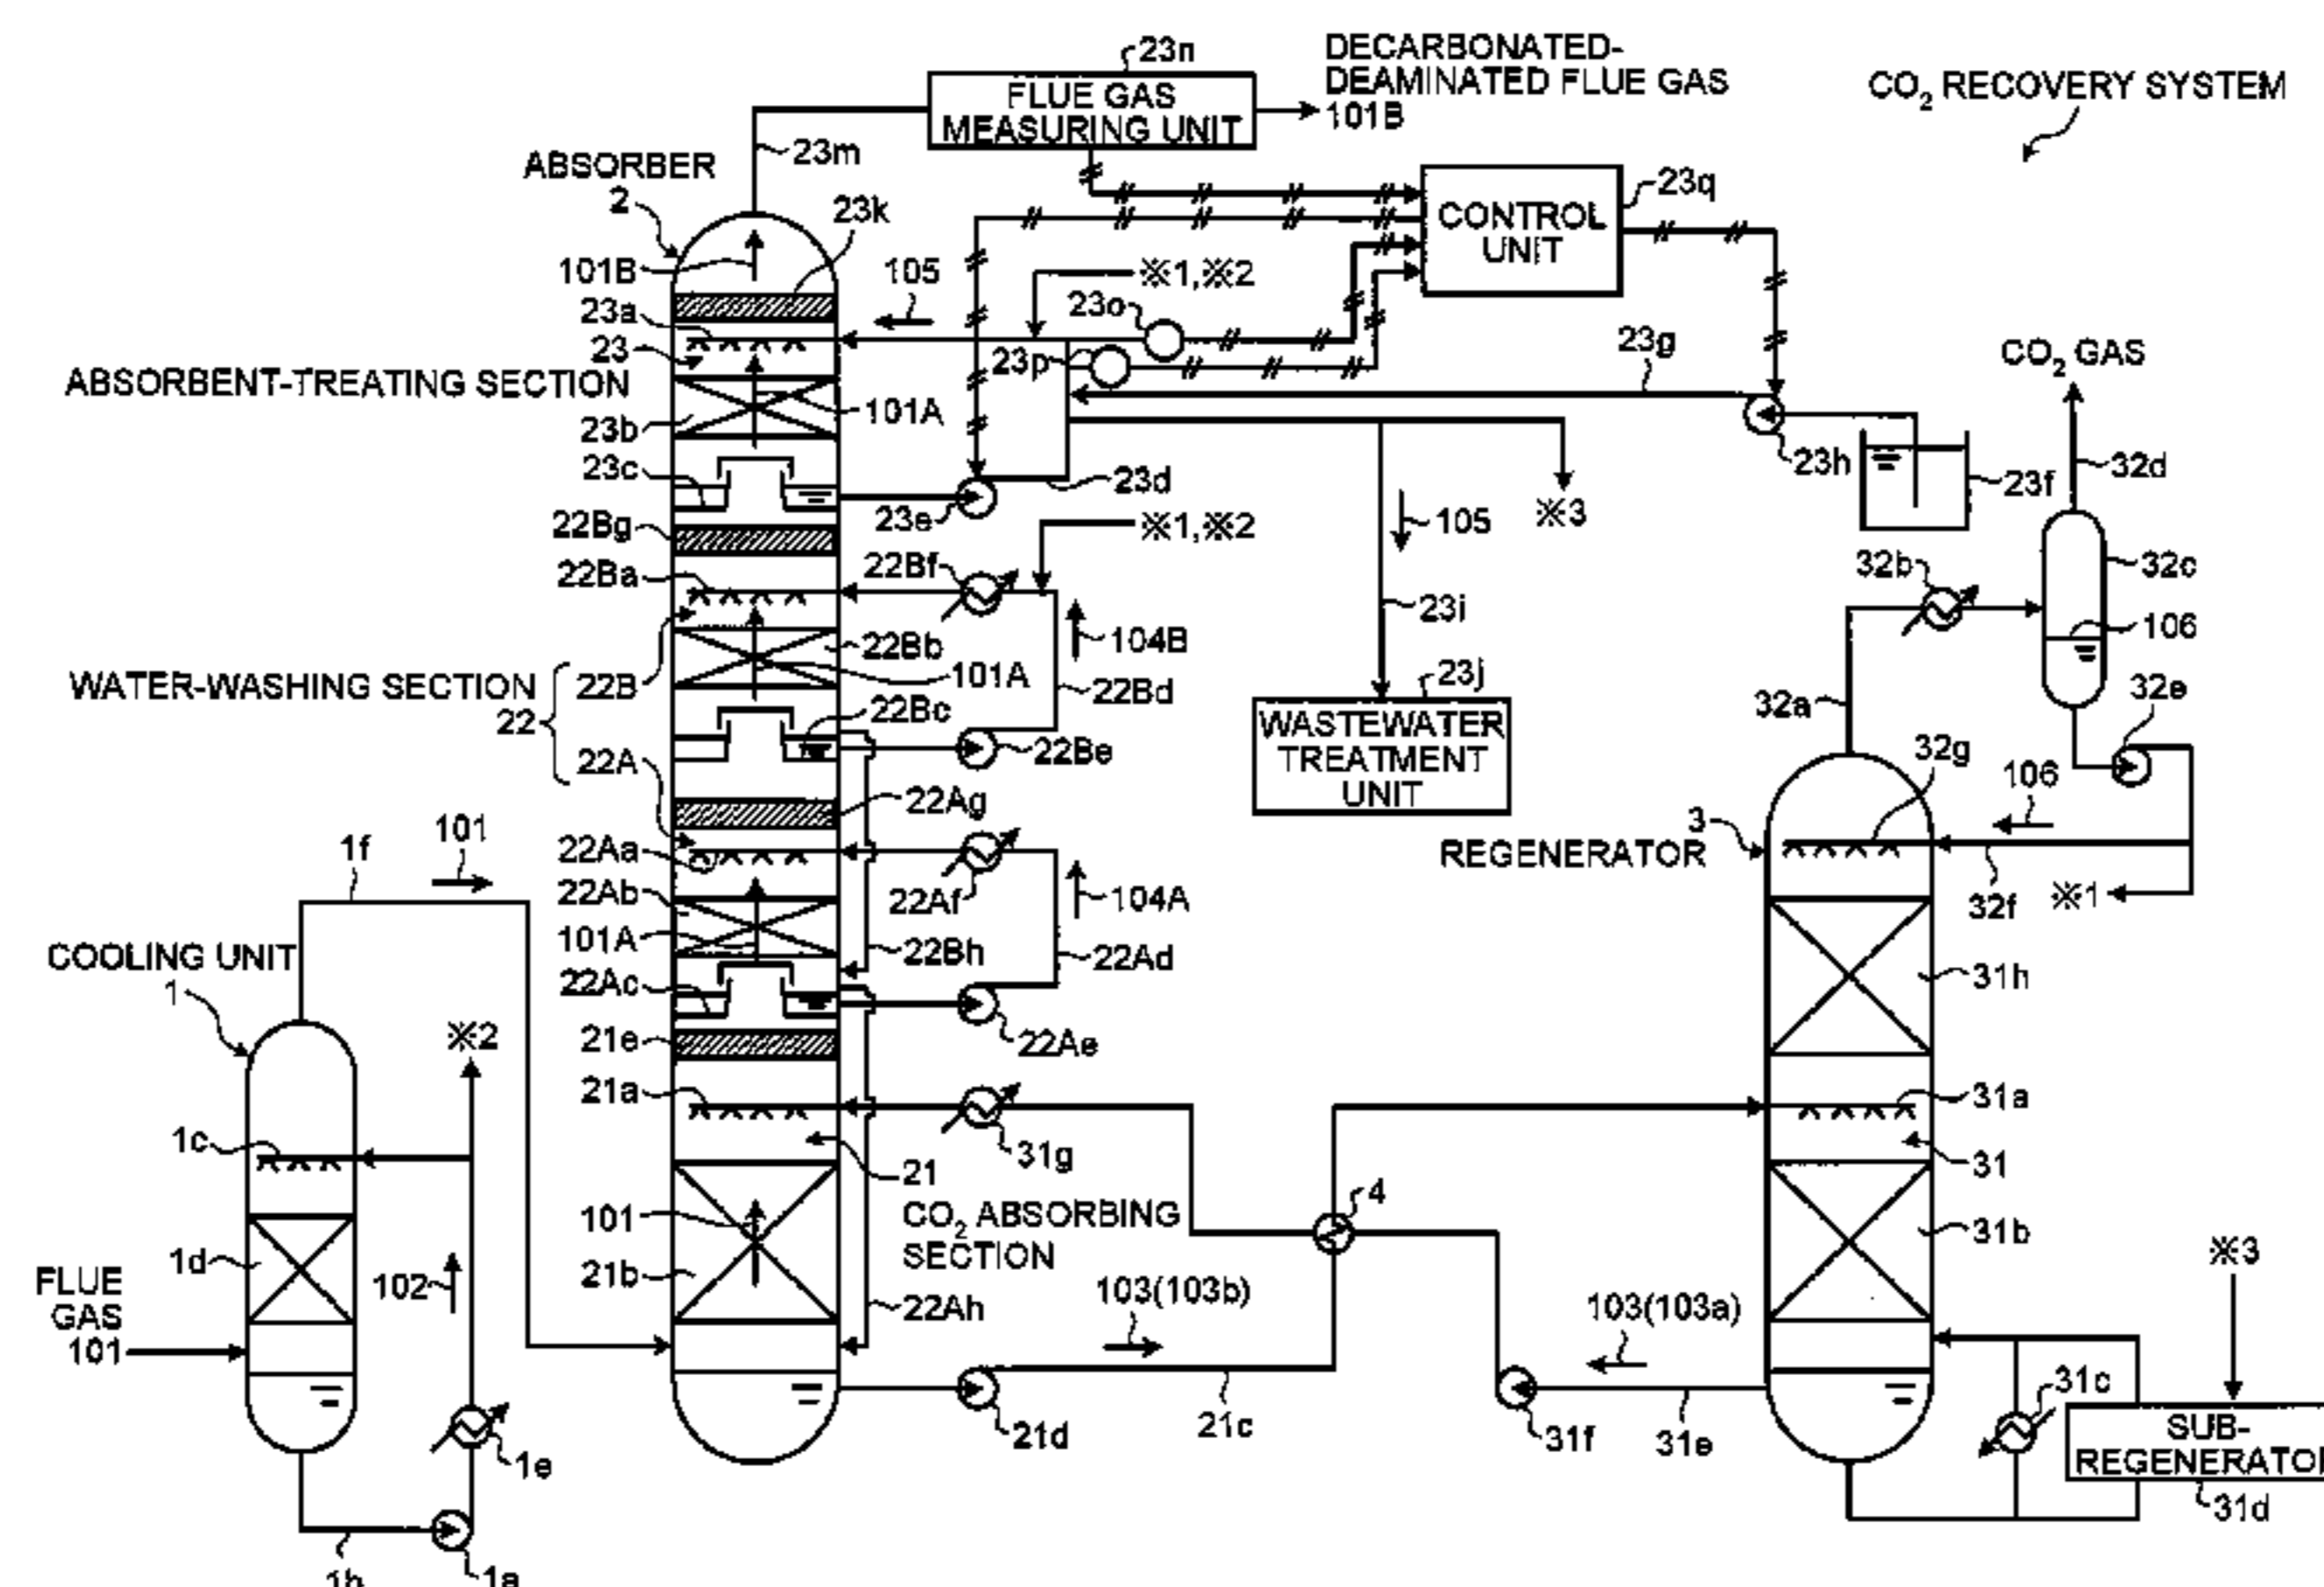 23n
DECARBONATED-
DEAMINATED FLUE GAS
101B
CO₂ RECOVERY SYSTEM
FLUE GAS
MEASURING UNIT
23m
ABSORBER
2
23k
CONTROL
UNIT
23q
101B
105
※1,※2
23a
23o
23
23p
23g
CO₂ GAS
ABSORBENT-TREATING SECTION
101A
23b
23c
23d
23h
32d
23f
23e
※3
22Bg
※1,※2
105
22Bf
22Ba
32b
32c
23i
106
104B
22Bb
WATER-WASHING SECTION
22
22B
101A
22Bd
23j
32a
32e
22Bc
WASTEWATER
TREATMENT
UNIT
22A
22Be
32g
106
22Ag
101
3
REGENERATOR
1f
22Aa
22Ab
22Af
104A
※1
32f
101A
22Bh
22Ad
COOLING UNIT
1
22Ac
31h
※2
21e
22Ae
21a
31a
1c
31g
21
31
4
101
CO₂ ABSORBING
SECTION
31b
1d
21b
※3
FLUE
GAS
101
102
103(103b)
22Ah
103(103a)
31c
21d
21c
31f
31e
SUB-
REGENERATO
1e
31d
1b
1a